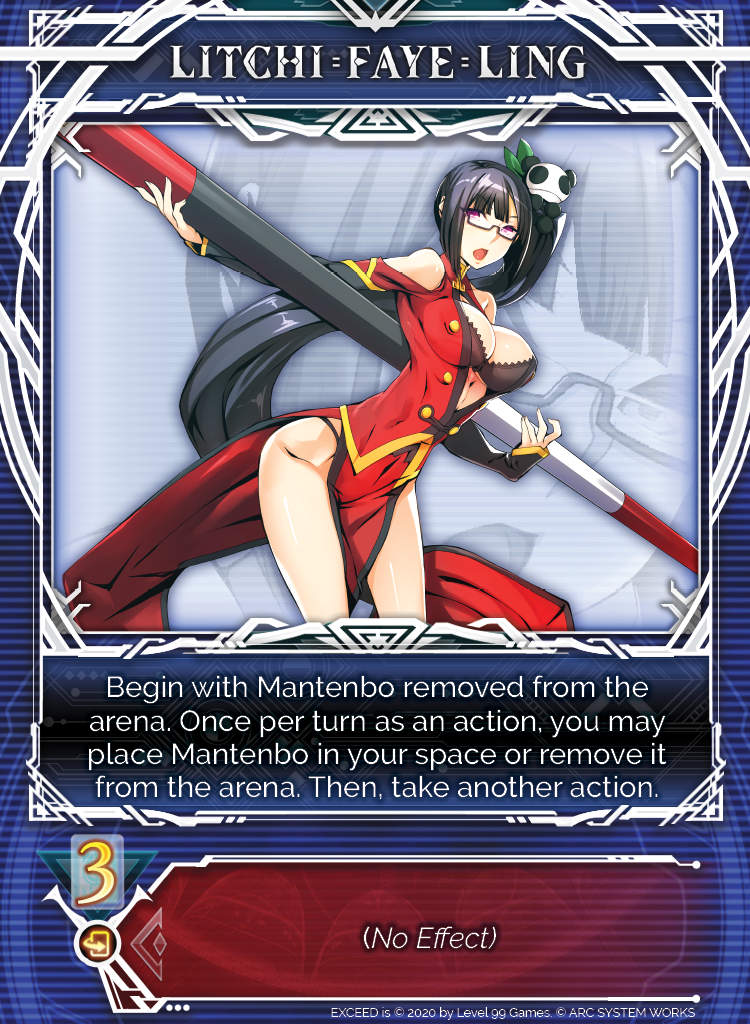 LITCHI=FAYE=LING
Begin with Mantenbo removed from the
arena. Once per turn as an action, you may
place Mantenbo in your space or remove it
from the arena. Then, take another action.
3
(No Effect)
EXCEED is © 2020 by Level 99 Games. © ARC SYSTEM WORKS